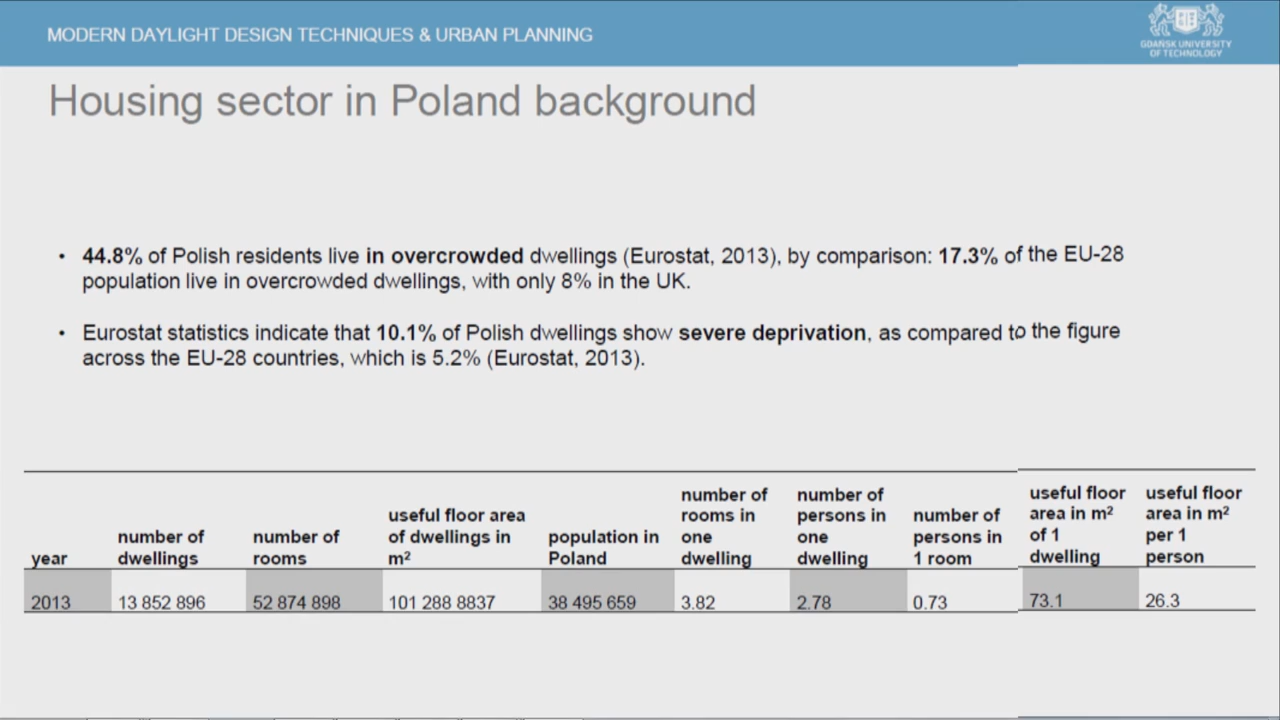 MODERN DAYLIGHT DESIGN TECHNIQUES & URBAN PLANNING
GDAŃSK UNIVERSITY
OF TECHNOLOGY
Housing sector in Poland background
• 44.8% of Polish residents live in overcrowded dwellings (Eurostat, 2013), by comparison: 17.3% of the EU-28
population live in overcrowded dwellings, with only 8% in the UK.
• Eurostat statistics indicate that 10.1% of Polish dwellings show severe deprivation, as compared to the figure
across the EU-28 countries, which is 5.2% (Eurostat, 2013).
year
number of
dwellings
number of
rooms
useful floor area
of dwellings in
m²
population in
Poland
number of
rooms in
one
dwelling
number of
persons in
one
dwelling
number of
persons in
1 room
useful floor
area in m²
of 1
dwelling
useful floor
area in m²
per 1
person
2013 13 852 896 52 874 898 101 288 8837 38 495 659 3.82 2.78 0.73 73.1 26.3